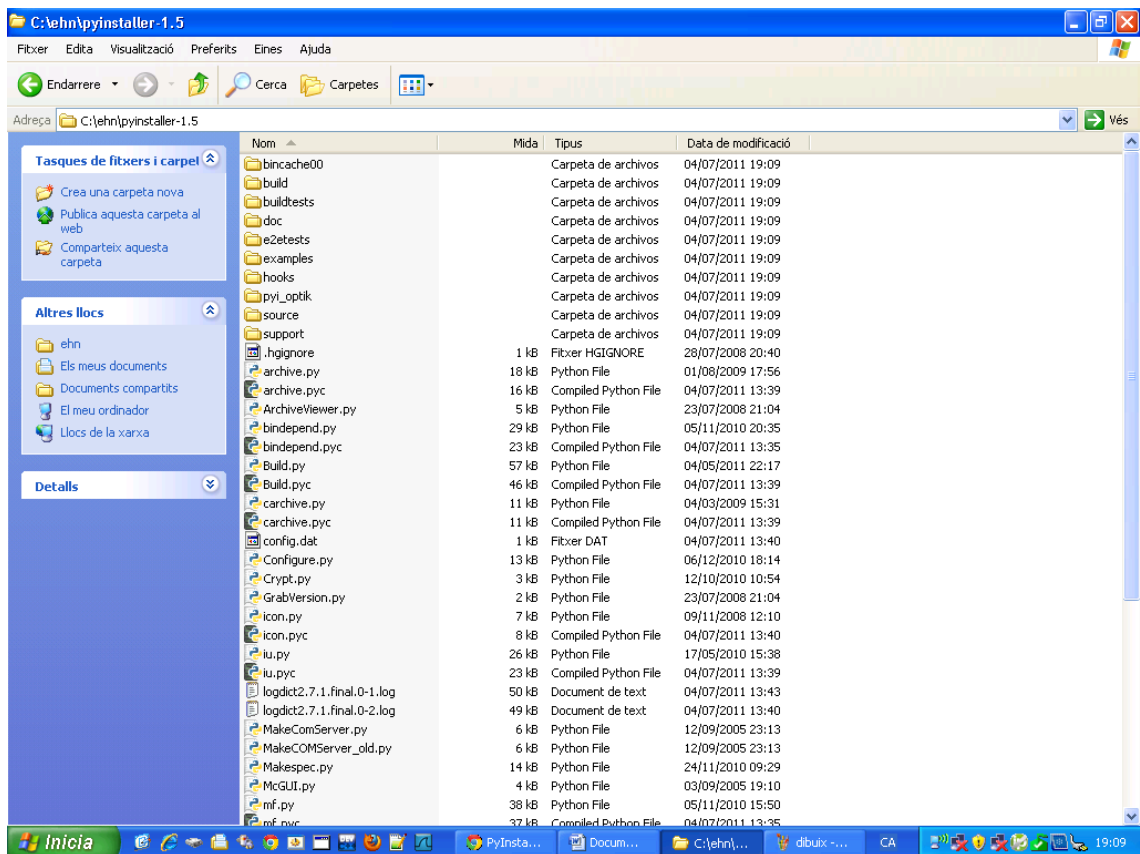 C:\ehn\pyinstaller-1.5
Fitxer Edita Visualització Preferits Eines Ajuda
Endarrere Cerca Carpetes
Adreça C:\ehn\pyinstaller-1.5 Vés
Tasques de fitxers i carpet
Crea una carpeta nova
Publica aquesta carpeta al
web
Comparteix aquesta
carpeta
Altres llocs
ehn
Els meus documents
Documents compartits
El meu ordinador
Llocs de la xarxa
Detalls
Nom Mida Tipus Data de modificació
bincache00 Carpeta de archivos 04/07/2011 19:09
build Carpeta de archivos 04/07/2011 19:09
buildtests Carpeta de archivos 04/07/2011 19:09
doc Carpeta de archivos 04/07/2011 19:09
e2etests Carpeta de archivos 04/07/2011 19:09
examples Carpeta de archivos 04/07/2011 19:09
hooks Carpeta de archivos 04/07/2011 19:09
pyi_optik Carpeta de archivos 04/07/2011 19:09
source Carpeta de archivos 04/07/2011 19:09
support Carpeta de archivos 04/07/2011 19:09
.hgignore 1 kB Fitxer HGIGNORE 28/07/2008 20:40
archive.py 18 kB Python File 01/08/2009 17:56
archive.pyc 16 kB Compiled Python File 04/07/2011 13:39
ArchiveViewer.py 5 kB Python File 23/07/2008 21:04
bindepend.py 29 kB Python File 05/11/2010 20:35
bindepend.pyc 23 kB Compiled Python File 04/07/2011 13:35
Build.py 57 kB Python File 04/05/2011 22:17
Build.pyc 46 kB Compiled Python File 04/07/2011 13:39
carchive.py 11 kB Python File 04/03/2009 15:31
carchive.pyc 11 kB Compiled Python File 04/07/2011 13:39
config.dat 1 kB Fitxer DAT 04/07/2011 13:40
Configure.py 13 kB Python File 06/12/2010 18:14
Crypt.py 3 kB Python File 12/10/2010 10:54
GrabVersion.py 2 kB Python File 23/07/2008 21:04
icon.py 7 kB Python File 09/11/2008 12:10
icon.pyc 8 kB Compiled Python File 04/07/2011 13:40
iu.py 26 kB Python File 17/05/2010 15:38
iu.pyc 23 kB Compiled Python File 04/07/2011 13:39
logdict2.7.1.final.0-1.log 50 kB Document de text 04/07/2011 13:43
logdict2.7.1.final.0-2.log 49 kB Document de text 04/07/2011 13:40
MakeComServer.py 6 kB Python File 12/09/2005 23:13
MakeCOMServer_old.py 6 kB Python File 12/09/2005 23:13
Makespec.py 14 kB Python File 24/11/2010 09:29
McGUI.py 4 kB Python File 03/09/2005 19:10
mf.py 38 kB Python File 05/11/2010 15:50
mf.pyc 37 kB Compiled Python File 04/07/2011 13:35
Inicia PyInsta... Docum... C:\ehn\... dibuix -... CA 19:09